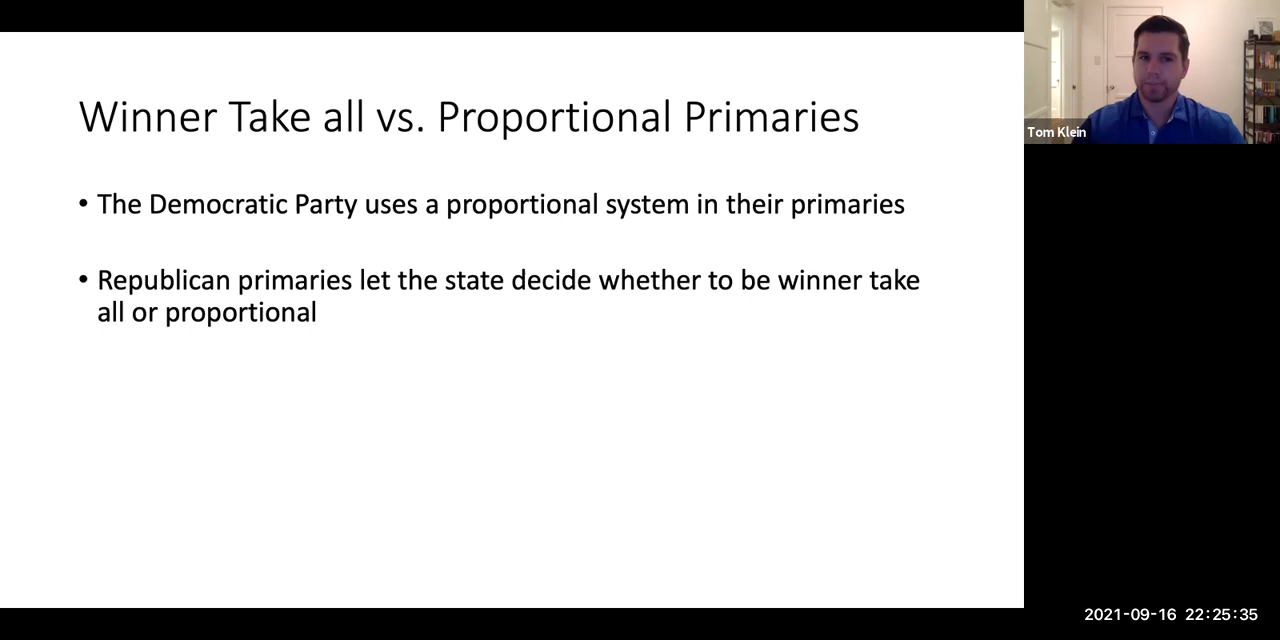 Winner Take all vs. Proportional Primaries
• The Democratic Party uses a proportional system in their primaries
• Republican primaries let the state decide whether to be winner take
all or proportional
Tom Klein
2021-09-16 22:25:35